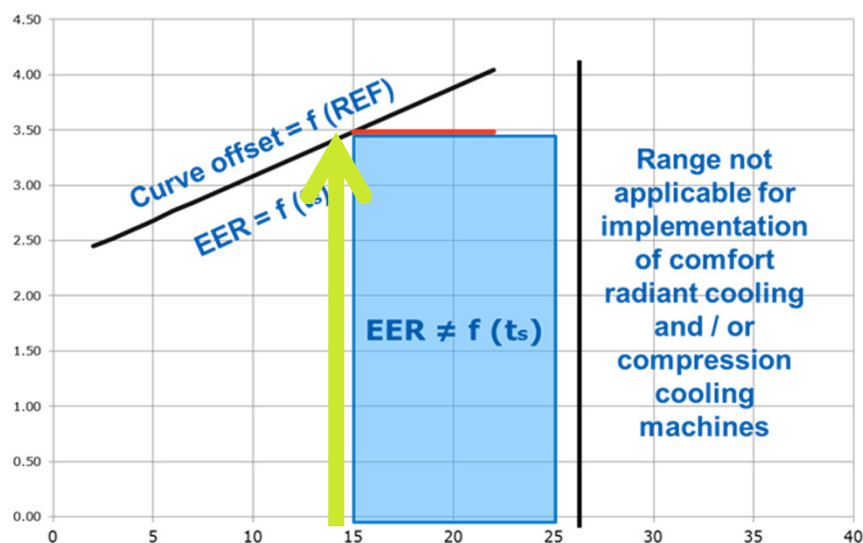 4.50
4.00
3.50
3.00
2.50
2.00
1.50
1.00
0.50
0.00
0 5 10 15 20 25 30 35 40
Curve offset = f (REF)
EER = f (ts)
EER ≠ f (ts)
Range not
applicable for
implementation
of comfort
radiant cooling
and / or
compression
cooling
machines